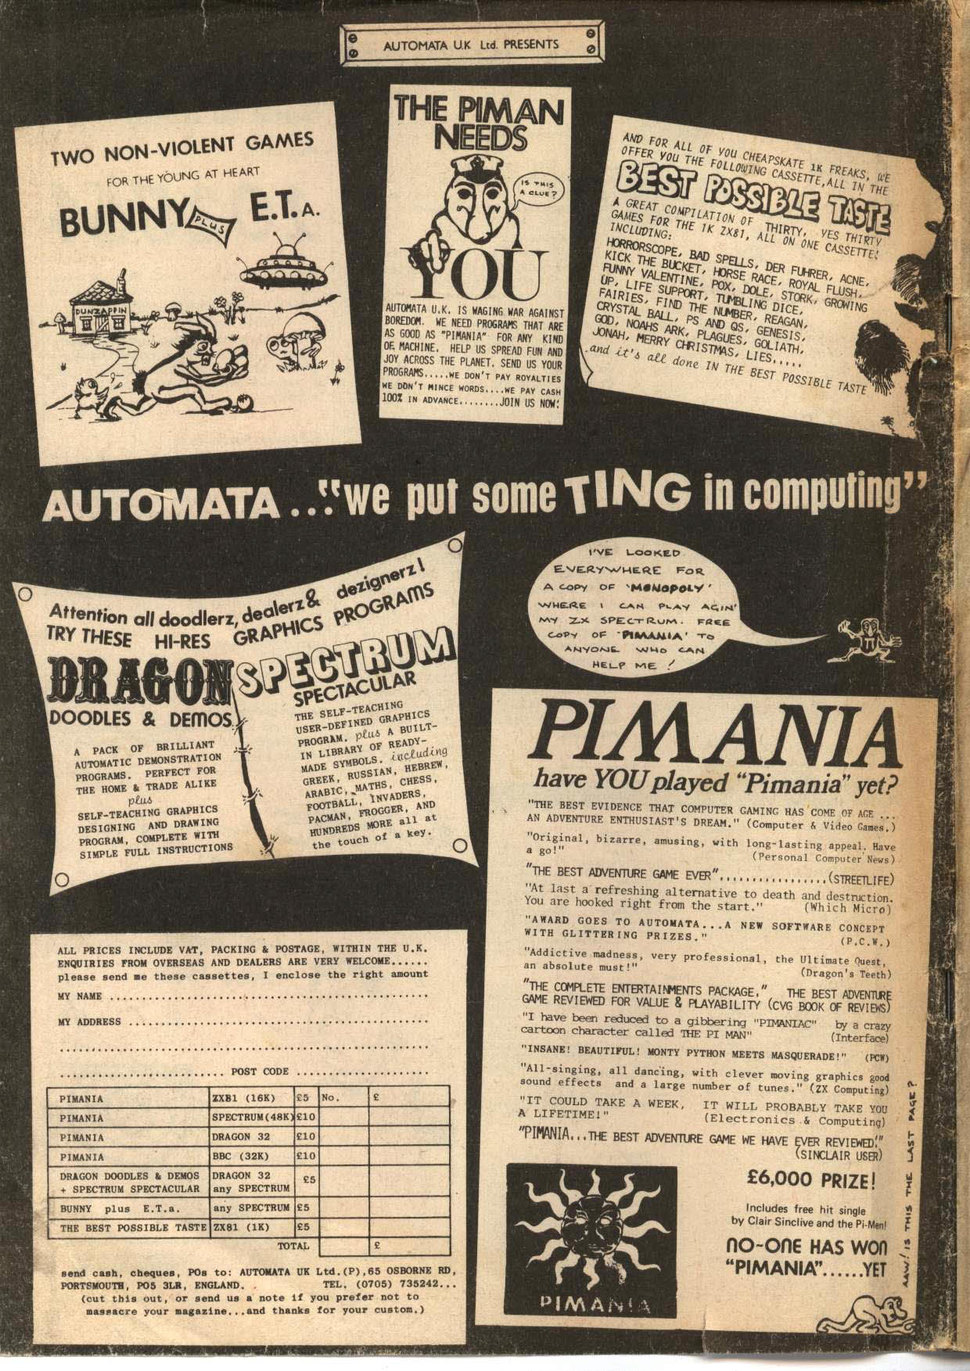 AUTOMATA U.K Ltd. PRESENTS
TWO NON-VIOLENT GAMES
FOR THE YOUNG AT HEART
BUNNY PLUS E.T.A.
DUNZAPPIN
THE PIMAN
NEEDS
IS THIS
A CLUE?
YOU
AUTOMATA U.K. IS WAGING WAR AGAINST
BOREDOM. WE NEED PROGRAMS THAT ARE
AS GOOD AS "PIMANIA" FOR ANY KIND
OF MACHINE. HELP US SPREAD FUN AND
JOY ACROSS THE PLANET. SEND US YOUR
PROGRAMS.....WE DON'T PAY ROYALTIES
WE DON'T MINCE WORDS....WE PAY CASH
100% IN ADVANCE........JOIN US NOW!
AND FOR ALL OF YOU CHEAPSKATE 1K FREAKS, WE
OFFER YOU THE FOLLOWING CASSETTE, ALL IN THE
BEST POSSIBLE TASTE
A GREAT COMPILATION OF THIRTY, YES THIRTY
GAMES FOR THE 1K ZX81, ALL ON ONE CASSETTE!
INCLUDING:
HORRORSCOPE, BAD SPELLS, DER FUHRER, ACNE,
KICK THE BUCKET, HORSE RACE, ROYAL FLUSH,
FUNNY VALENTINE, POX, DOLE, STORK, GROWING
UP, LIFE SUPPORT, TUMBLING DICE,
FAIRIES, FIND THE NUMBER, REAGAN,
CRYSTAL BALL, PS AND QS, GENESIS,
GOD, NOAHS ARK, PLAGUES, GOLIATH,
JONAH, MERRY CHRISTMAS, LIES.....
and it's all done IN THE BEST POSSIBLE TASTE
AUTOMATA..."we put some TING in computing"
Attention all doodlerz, dealerz & dezignerz!
TRY THESE HI-RES GRAPHICS PROGRAMS
DRAGON
DOODLES & DEMOS
A PACK OF BRILLIANT
AUTOMATIC DEMONSTRATION
PROGRAMS. PERFECT FOR
THE HOME & TRADE ALIKE
plus
SELF-TEACHING GRAPHICS
DESIGNING AND DRAWING
PROGRAM, COMPLETE WITH
SIMPLE FULL INSTRUCTIONS
SPECTRUM
SPECTACULAR
THE SELF-TEACHING
USER-DEFINED GRAPHICS
PROGRAM. plus A BUILT-
IN LIBRARY OF READY-
MADE SYMBOLS. including
GREEK, RUSSIAN, HEBREW,
ARABIC, MATHS, CHESS,
FOOTBALL, INVADERS,
PACMAN, FROGGER, AND
HUNDREDS MORE all at
the touch of a key.
I'VE LOOKED
EVERYWHERE FOR
A COPY OF 'MONOPOLY'
WHERE I CAN PLAY AGIN'
MY ZX SPECTRUM. FREE
COPY OF 'PIMANIA' TO
ANYONE WHO CAN
HELP ME!
PIMANIA
have YOU played "Pimania" yet?
"THE BEST EVIDENCE THAT COMPUTER GAMING HAS COME OF AGE ...
AN ADVENTURE ENTHUSIAST'S DREAM." (Computer & Video Games.)
"Original, bizarre, amusing, with long-lasting appeal. Have
a go!" (Personal Computer News)
"THE BEST ADVENTURE GAME EVER".................(STREETLIFE)
"At last a refreshing alternative to death and destruction.
You are hooked right from the start." (Which Micro)
"AWARD GOES TO AUTOMATA...A NEW SOFTWARE CONCEPT
WITH GLITTERING PRIZES." (P.C.W.)
"Addictive madness, very professional, the Ultimate Quest,
an absolute must!" (Dragon's Teeth)
"THE COMPLETE ENTERTAINMENTS PACKAGE." THE BEST ADVENTURE
GAME REVIEWED FOR VALUE & PLAYABILITY (CVG BOOK OF REVIEWS)
"I have been reduced to a gibbering "PIMANIAC" by a crazy
cartoon character called THE PI MAN" (Interface)
"INSANE! BEAUTIFUL! MONTY PYTHON MEETS MASQUERADE!" (PCW)
"All-singing, all dancing, with clever moving graphics good
sound effects and a large number of tunes." (ZX Computing)
"IT COULD TAKE A WEEK, IT WILL PROBABLY TAKE YOU
A LIFETIME!" (Electronics & Computing)
"PIMANIA...THE BEST ADVENTURE GAME WE HAVE EVER REVIEWED!"
(SINCLAIR USER)
£6,000 PRIZE!
Includes free hit single
by Clair Sinclive and the Pi-Men!
NO-ONE HAS WON
"PIMANIA"......YET
PIMANIA
AAW! IS THIS THE LAST PAGE?
ALL PRICES INCLUDE VAT, PACKING & POSTAGE, WITHIN THE U.K.
ENQUIRIES FROM OVERSEAS AND DEALERS ARE VERY WELCOME......
please send me these cassettes, I enclose the right amount
MY NAME ................................................
MY ADDRESS .............................................
........................................................
........................ POST CODE .....................
PIMANIA ZX81 (16K) £5 No. £
PIMANIA SPECTRUM(48K) £10
PIMANIA DRAGON 32 £10
PIMANIA BBC (32K) £10
DRAGON DOODLES & DEMOS DRAGON 32 £5
+ SPECTRUM SPECTACULAR any SPECTRUM
BUNNY plus E.T.a. any SPECTRUM £5
THE BEST POSSIBLE TASTE ZX81 (1K) £5
TOTAL £
send cash, cheques, POs to: AUTOMATA UK Ltd.(P),65 OSBORNE RD,
PORTSMOUTH, PO5 3LR, ENGLAND. TEL. (0705) 735242...
(cut this out, or send us a note if you prefer not to
massacre your magazine...and thanks for your custom.)